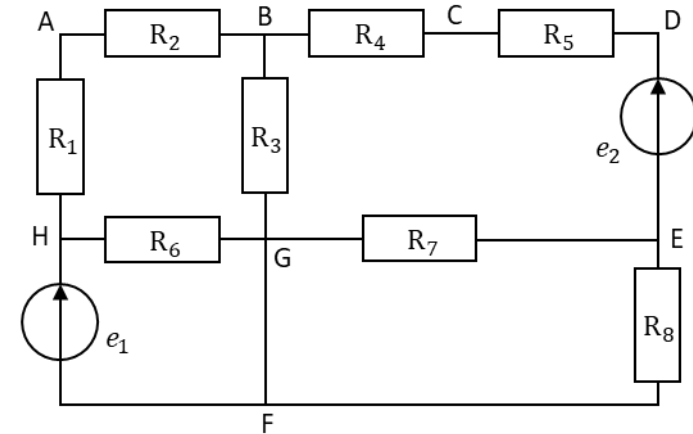 A B C D
R₂ R₄ R₅
R₁ R₃ e₂
H R₆ G R₇ E
e₁ R₈
F